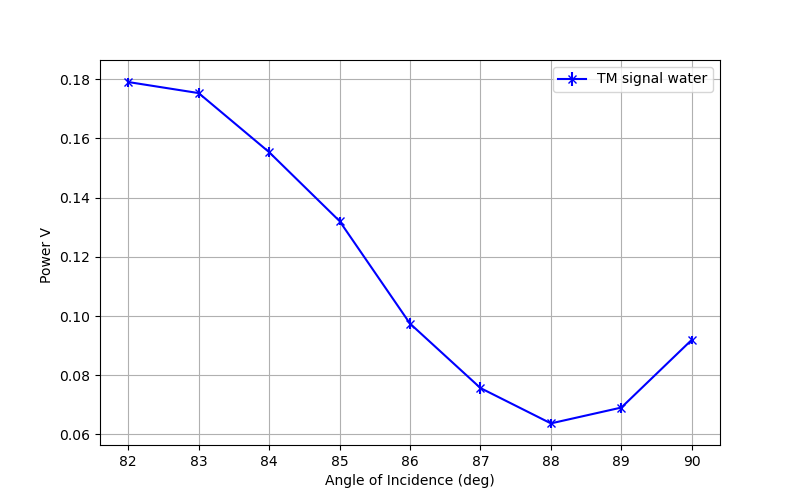 TM signal water
0.18
0.16
0.14
0.12
0.10
0.08
0.06
Power V
82 83 84 85 86 87 88 89 90
Angle of Incidence (deg)